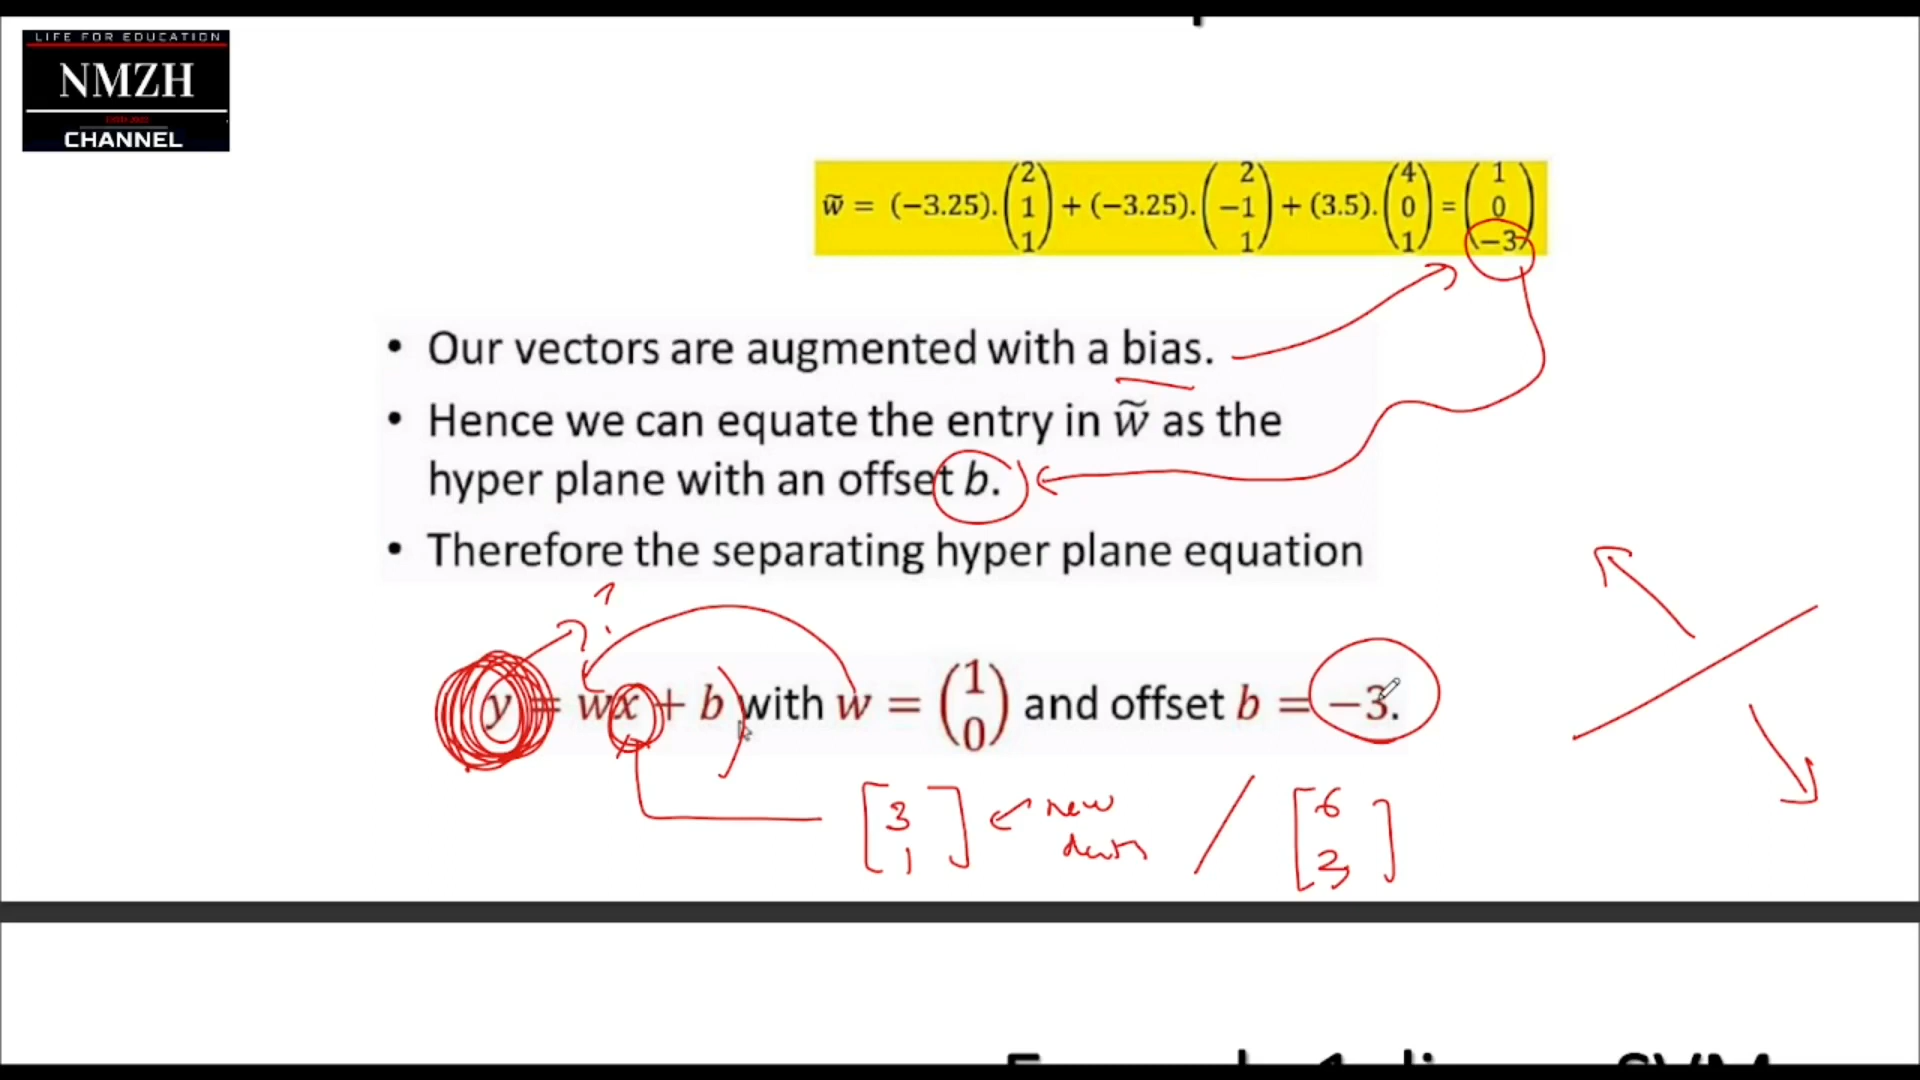 LIFE FOR EDUCATION
NMZH
CHANNEL
w̃ = (−3.25).(2 1 1) + (−3.25).(2 −1 1) + (3.5).(4 0 1) = (1 0 −3)
• Our vectors are augmented with a bias.
• Hence we can equate the entry in w̃ as the
hyper plane with an offset b.
• Therefore the separating hyper plane equation
y = wx + b with w = (1 0) and offset b = −3.
[3 1] ← new / [6 3]